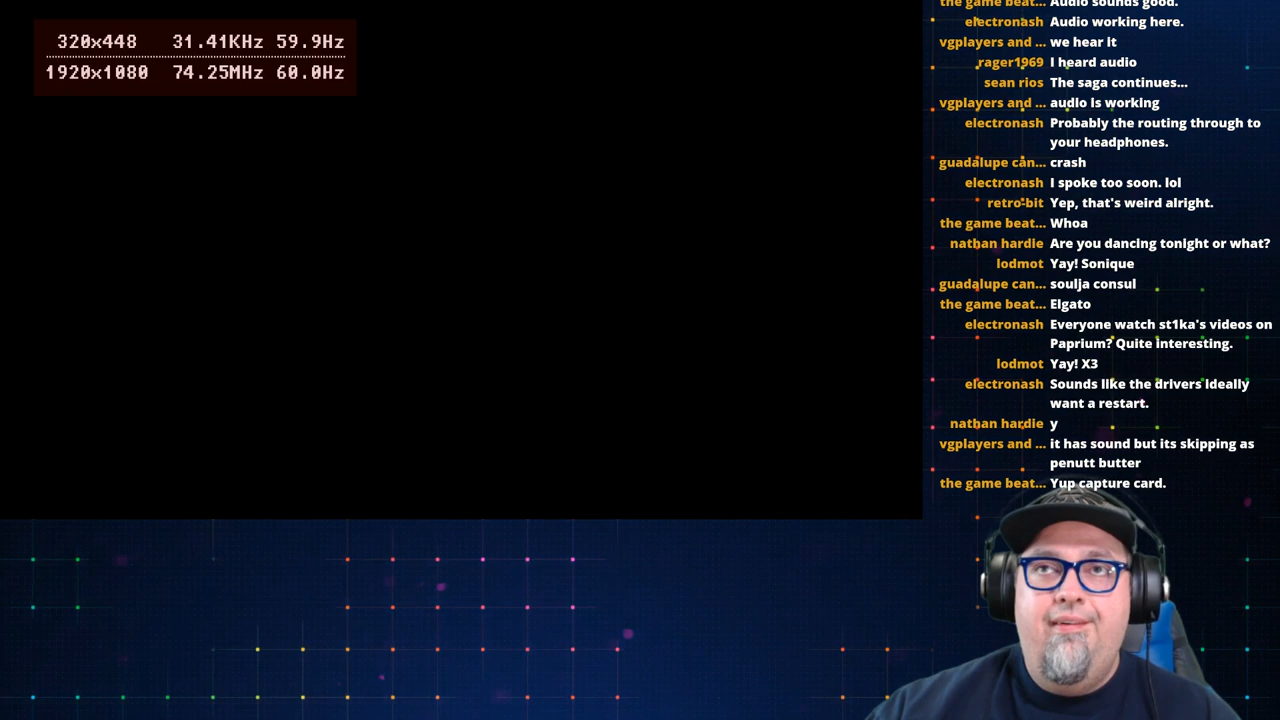 320x448 31.41KHz 59.9Hz
1920x1080 74.25MHz 60.0Hz
the game beat... Audio sounds good.
electronash Audio working here.
vgplayers and ... we hear it
rager1969 I heard audio
sean rios The saga continues...
vgplayers and ... audio is working
electronash Probably the routing through to
your headphones.
guadalupe can... crash
electronash I spoke too soon. lol
retro-bit Yep, that's weird alright.
the game beat... Whoa
nathan hardie Are you dancing tonight or what?
lodmot Yay! Sonique
guadalupe can... soulja consul
the game beat... Elgato
electronash Everyone watch st1ka's videos on
Paprium? Quite interesting.
lodmot Yay! X3
electronash Sounds like the drivers ideally
want a restart.
nathan hardie y
vgplayers and ... it has sound but its skipping as
penutt butter
the game beat... Yup capture card.